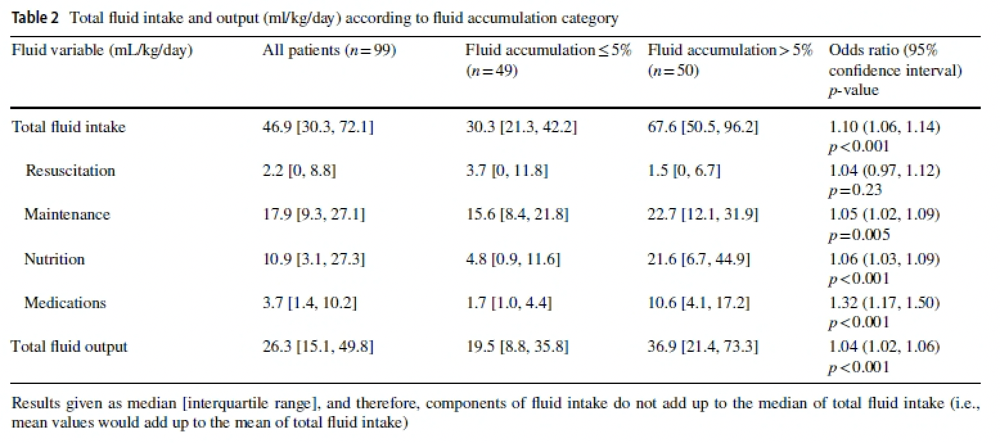 Table 2 Total fluid intake and output (ml/kg/day) according to fluid accumulation category
Fluid variable (mL/kg/day) All patients (n=99) Fluid accumulation ≤5% Fluid accumulation>5% Odds ratio (95%
(n=49) (n=50) confidence interval)
p-value
Total fluid intake 46.9 [30.3, 72.1] 30.3 [21.3, 42.2] 67.6 [50.5, 96.2] 1.10 (1.06, 1.14)
p<0.001
Resuscitation 2.2 [0, 8.8] 3.7 [0, 11.8] 1.5 [0, 6.7] 1.04 (0.97, 1.12)
p=0.23
Maintenance 17.9 [9.3, 27.1] 15.6 [8.4, 21.8] 22.7 [12.1, 31.9] 1.05 (1.02, 1.09)
p=0.005
Nutrition 10.9 [3.1, 27.3] 4.8 [0.9, 11.6] 21.6 [6.7, 44.9] 1.06 (1.03, 1.09)
p<0.001
Medications 3.7 [1.4, 10.2] 1.7 [1.0, 4.4] 10.6 [4.1, 17.2] 1.32 (1.17, 1.50)
p<0.001
Total fluid output 26.3 [15.1, 49.8] 19.5 [8.8, 35.8] 36.9 [21.4, 73.3] 1.04 (1.02, 1.06)
p<0.001
Results given as median [interquartile range], and therefore, components of fluid intake do not add up to the median of total fluid intake (i.e.,
mean values would add up to the mean of total fluid intake)